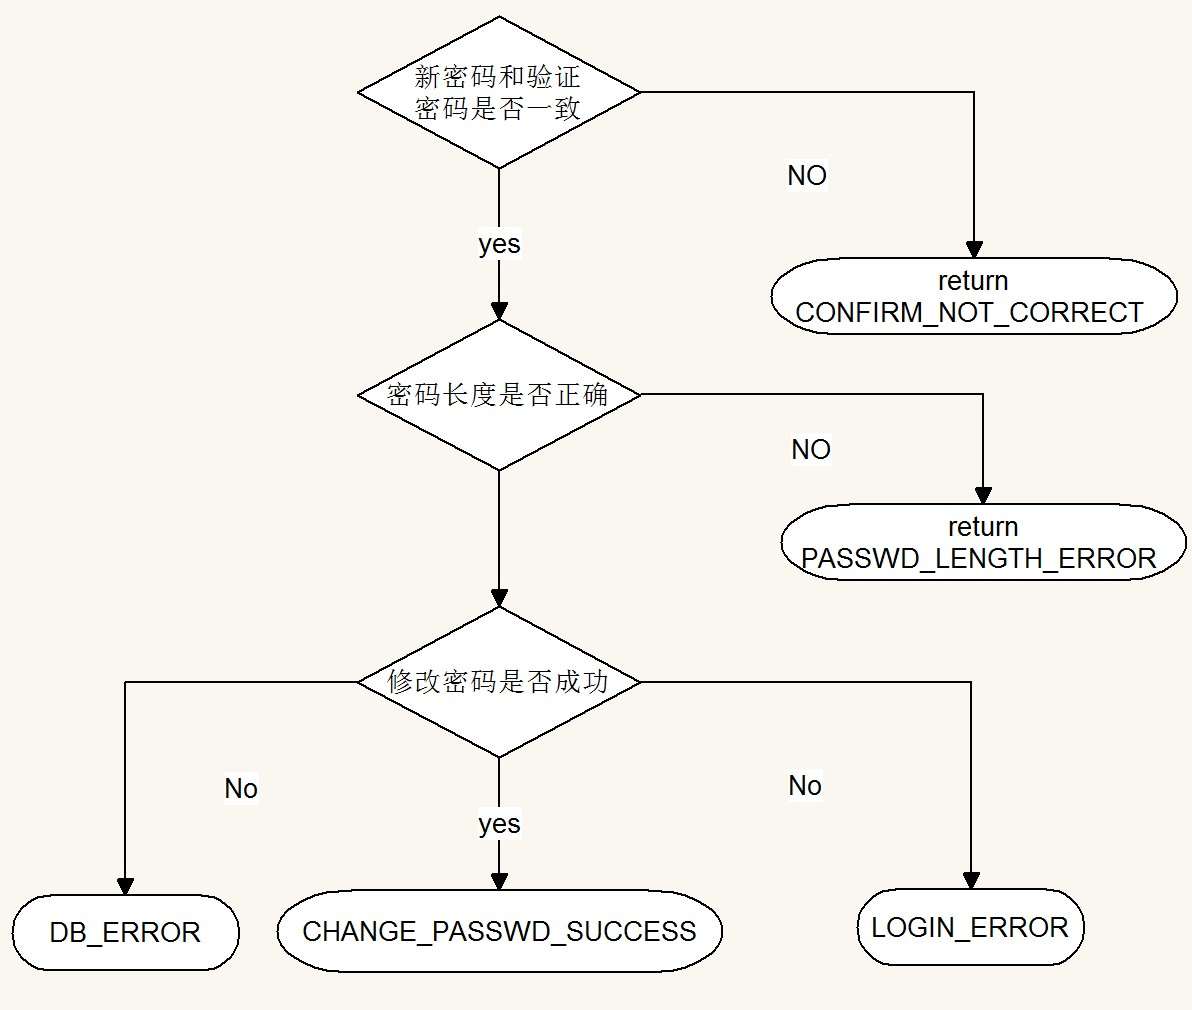 新密码和验证
密码是否一致
NO
yes
return
CONFIRM_NOT_CORRECT
密码长度是否正确
NO
return
PASSWD_LENGTH_ERROR
修改密码是否成功
No
yes
No
DB_ERROR
CHANGE_PASSWD_SUCCESS
LOGIN_ERROR